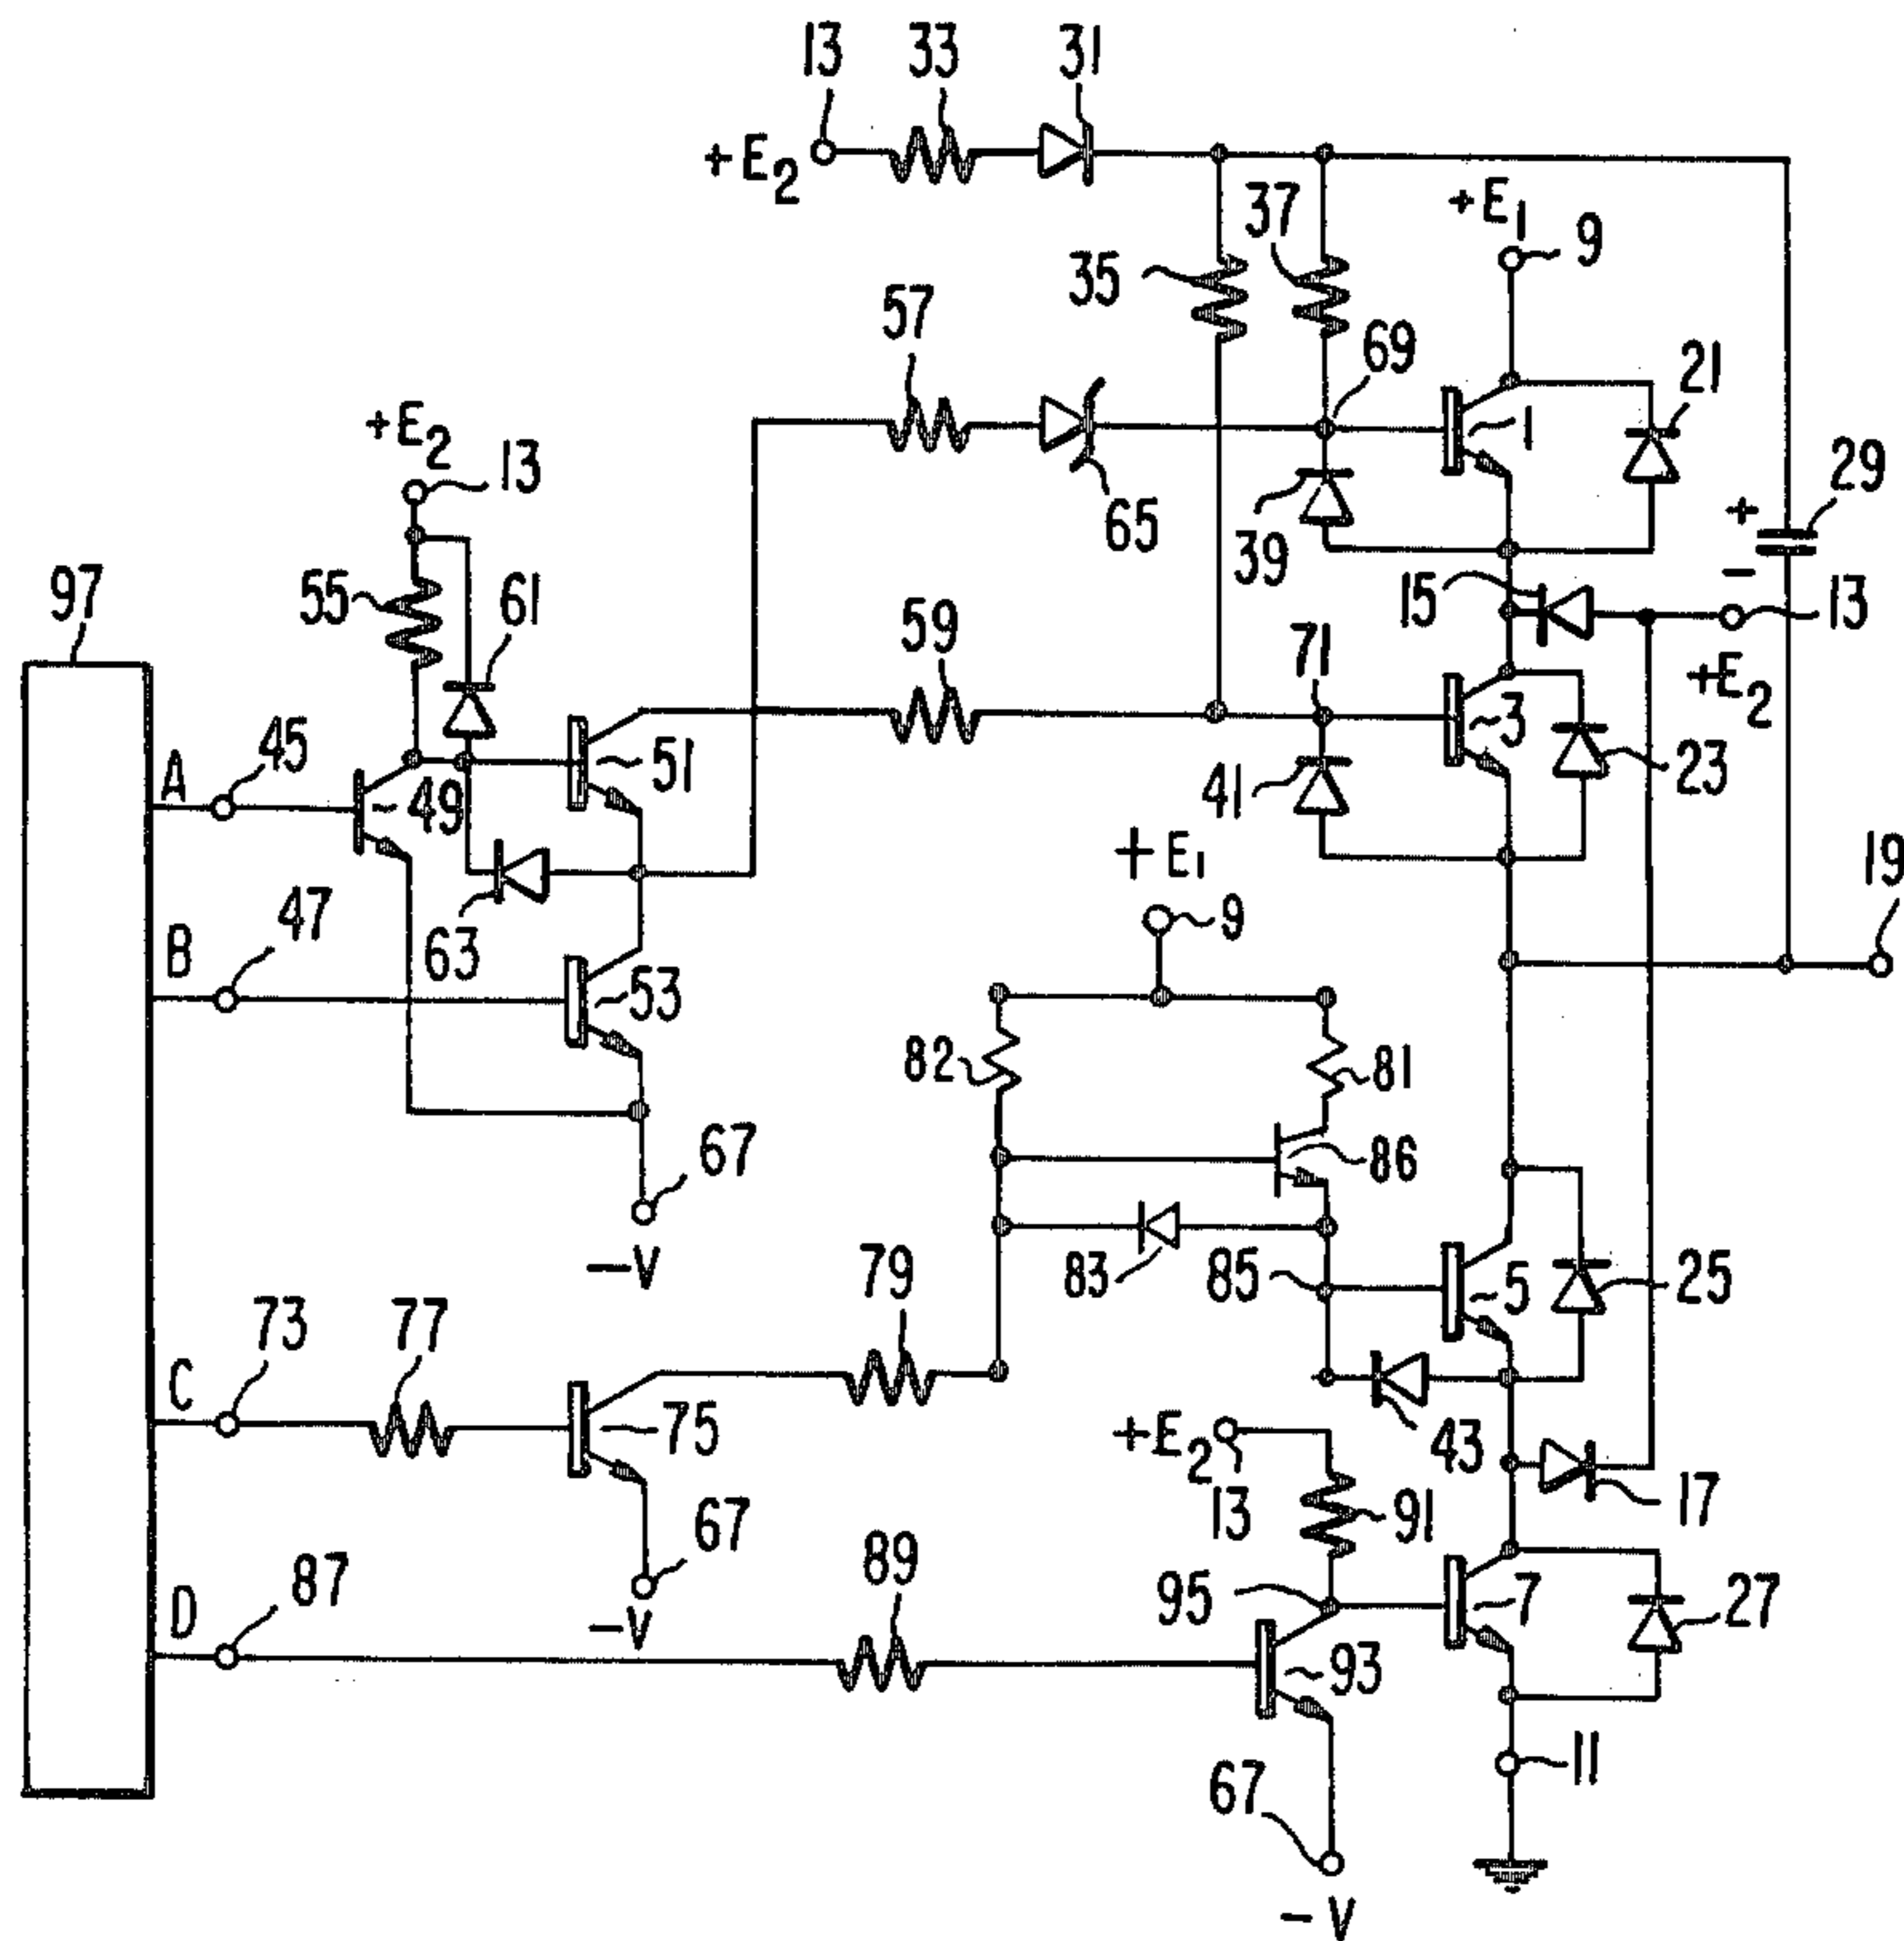 13 33 31
+E2
37 +E1 9
35
57 69 21
+E2 13 1 29
65 39 +
97 55 61 15 − 13
59 71 +E2
A 45 51 3 23
49 41
+E1 19
B 47 63 53 9
82 81
67 86
−V 79 83 85 5 25
C 73 77
75 +E2 43
13 91 17
67
D 87 −V 89 95 7 27
93
11
67
−V